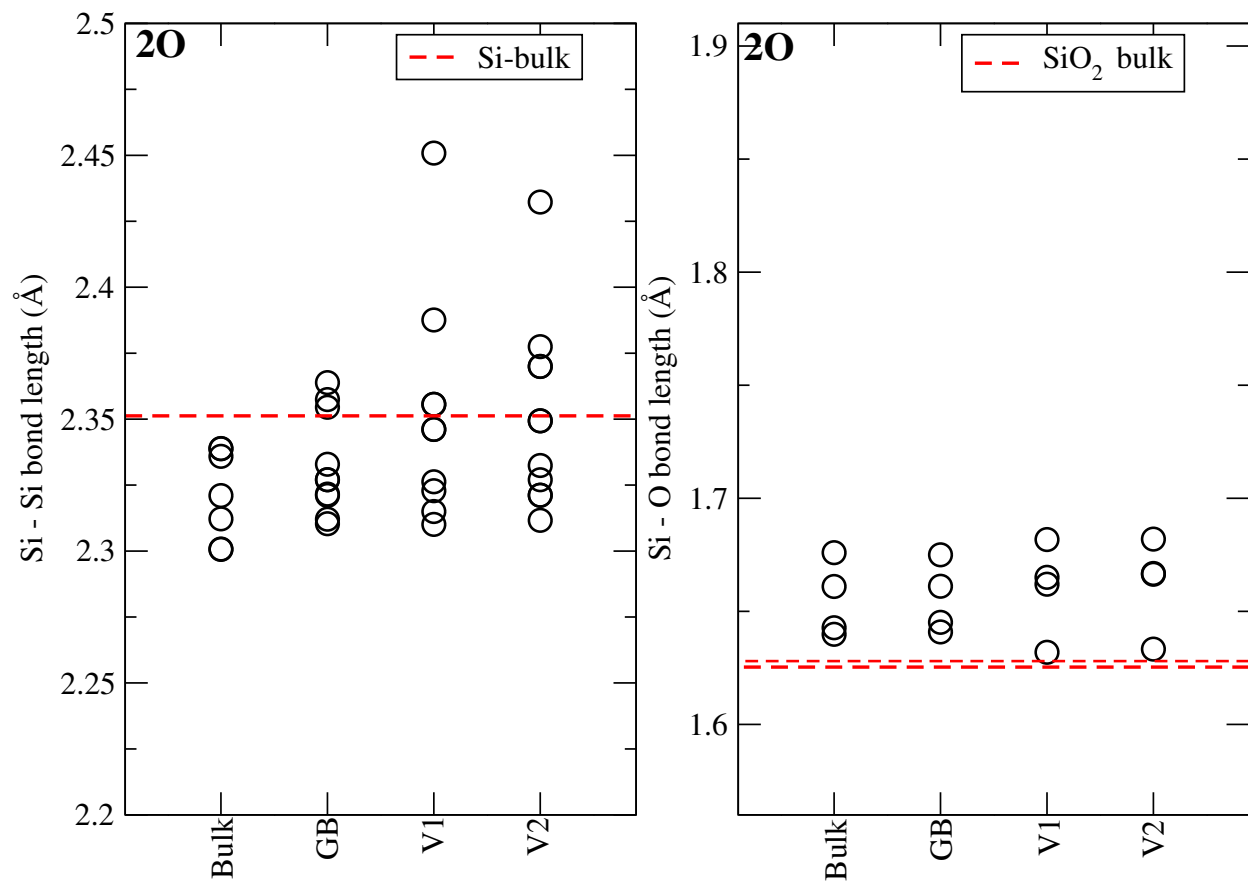 2O
Si-bulk
Si - Si bond length (Å)
2.5
2.45
2.4
2.35
2.3
2.25
2.2
Bulk
GB
V1
V2
2O
SiO₂ bulk
Si - O bond length (Å)
1.9
1.8
1.7
1.6
Bulk
GB
V1
V2